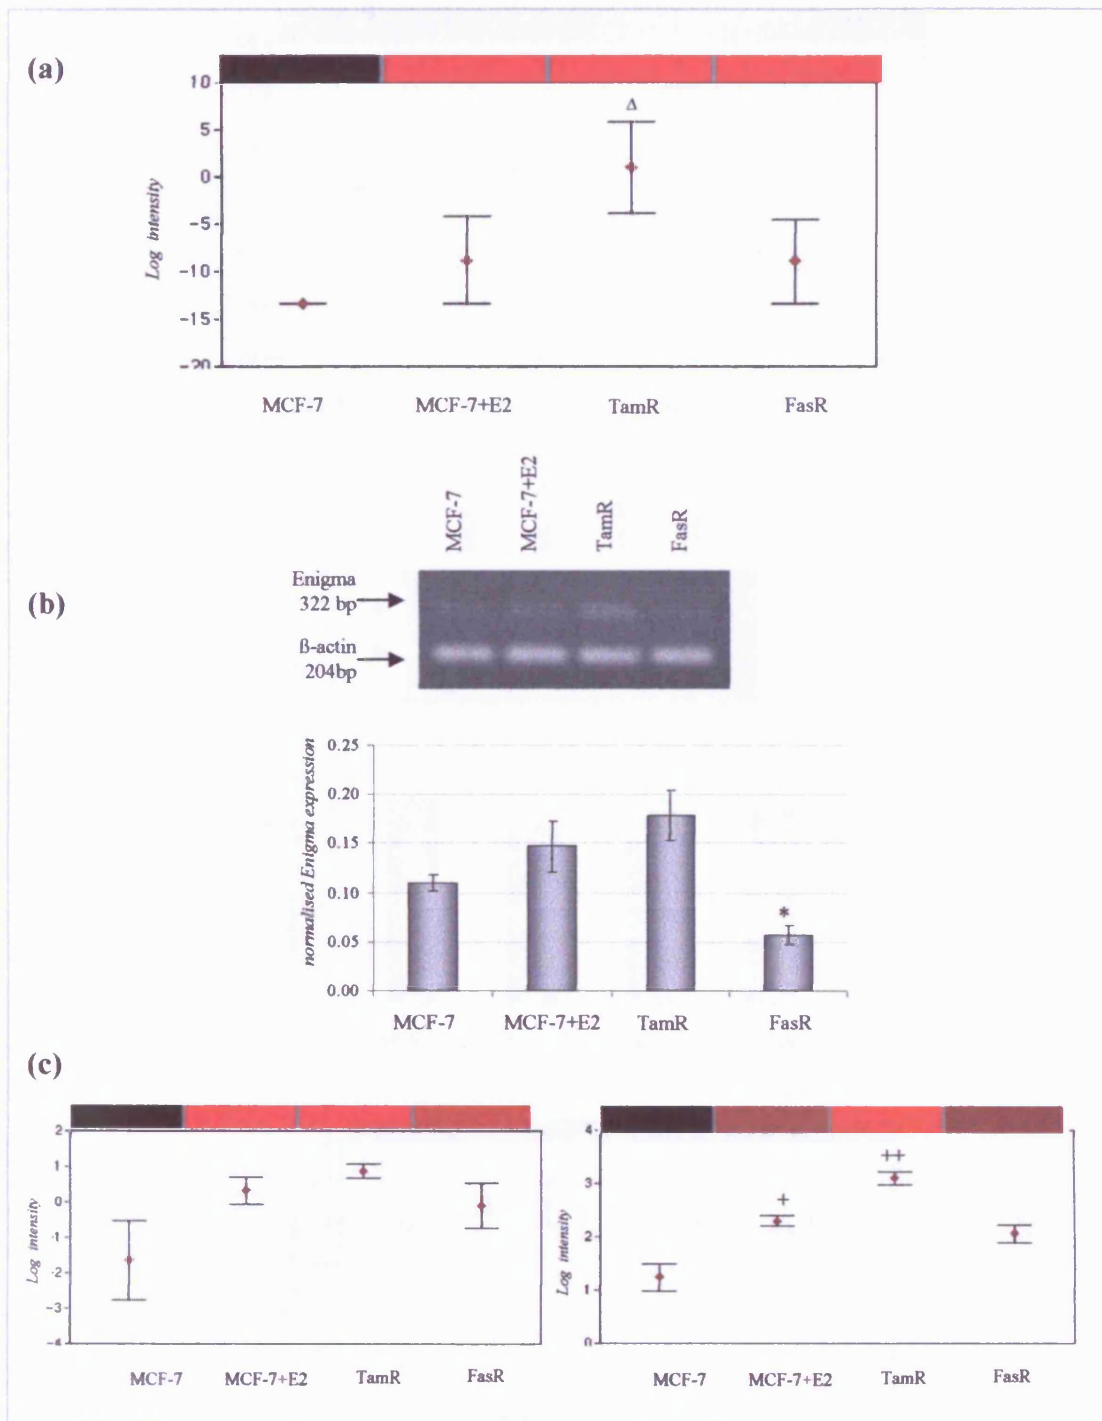 (a)
10
5
0
-5
-10
-15
-20
Log intensity
Δ
MCF-7 MCF-7+E2 TamR FasR
MCF-7 MCF-7+E2 TamR FasR
(b)
Enigma
322 bp
ß-actin
204bp
normalised Enigma expression
0.25
0.20
0.15
0.10
0.05
0.00
*
MCF-7 MCF-7+E2 TamR FasR
(c)
2
1
0
-1
-2
-3
-4
Log intensity
MCF-7 MCF-7+E2 TamR FasR
4
3
2
1
0
Log intensity
+
++
MCF-7 MCF-7+E2 TamR FasR